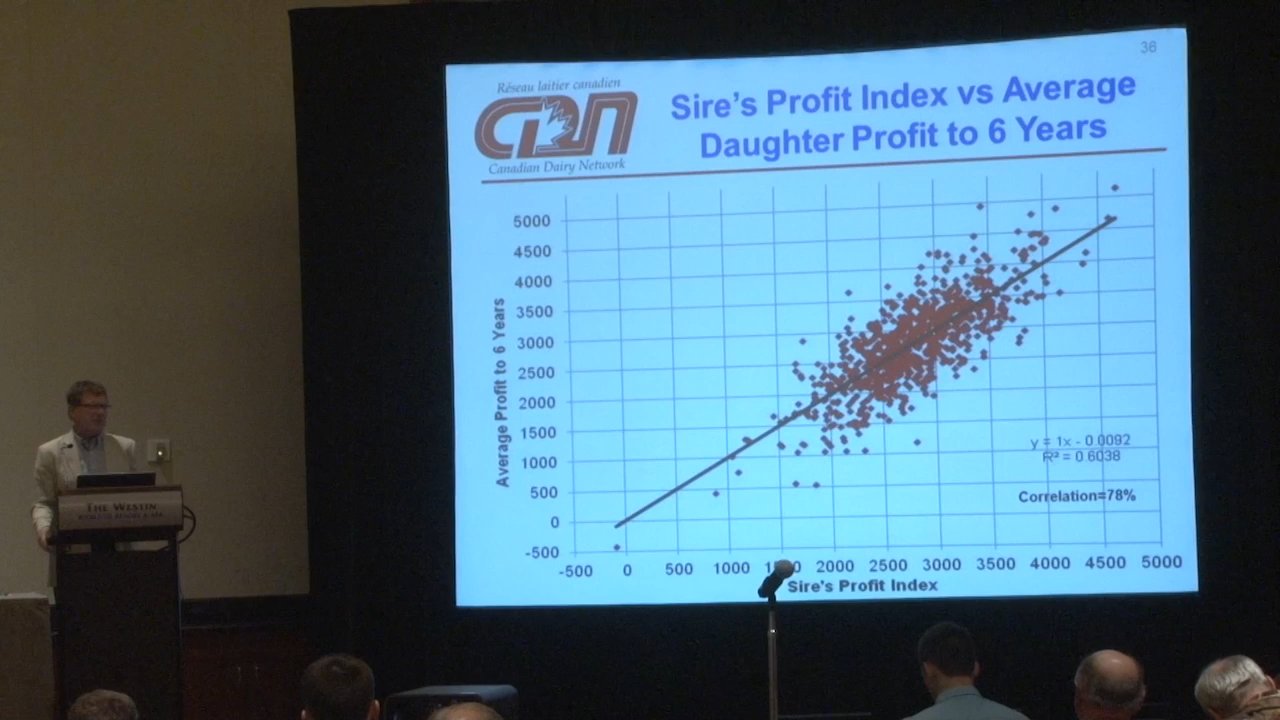 36
Réseau laitier canadien
CDN
Canadian Dairy Network
Sire's Profit Index vs Average
Daughter Profit to 6 Years
Average Profit to 6 Years
5000
4500
4000
3500
3000
2500
2000
1500
1000
500
0
-500
y = 1x - 0.0092
R² = 0.6038
Correlation=78%
-500 0 500 1000 2000 2500 3000 3500 4000 4500 5000
Sire's Profit Index
THE WESTIN